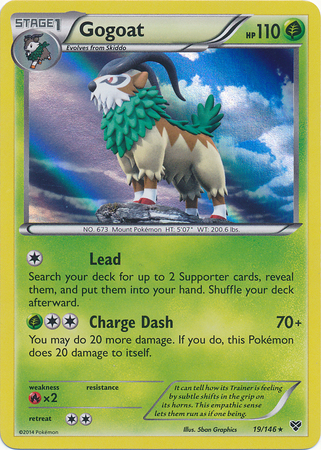 STAGE1
Gogoat
HP110
Evolves from Skiddo
NO. 673 Mount Pokémon HT: 5'07" WT: 200.6 lbs.
Lead
Search your deck for up to 2 Supporter cards, reveal
them, and put them into your hand. Shuffle your deck
afterward.
Charge Dash 70+
You may do 20 more damage. If you do, this Pokémon
does 20 damage to itself.
weakness
resistance
×2
retreat
It can tell how its Trainer is feeling
by subtle shifts in the grip on
its horns. This empathic sense
lets them run as if one being.
©2014 Pokémon
Illus. 5ban Graphics
19/146★